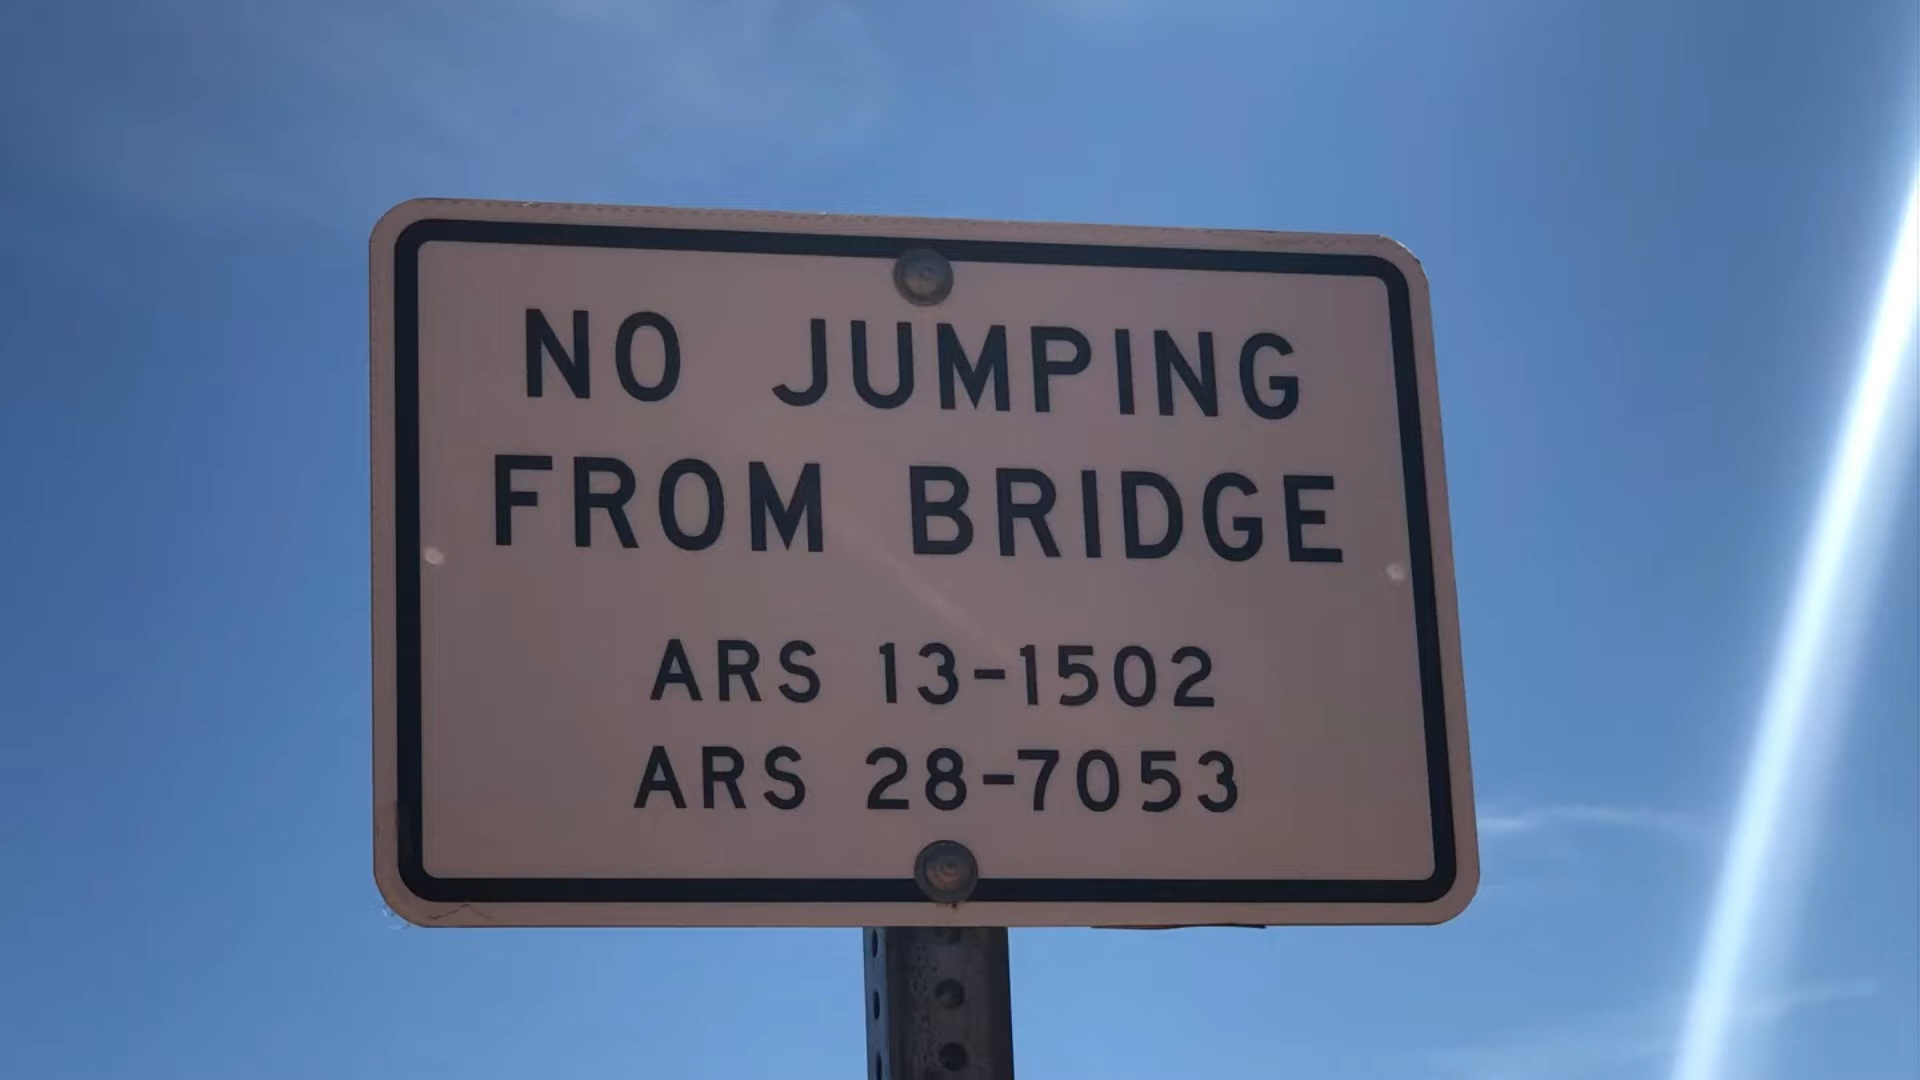 NO JUMPING
FROM BRIDGE
ARS 13-1502
ARS 28-7053